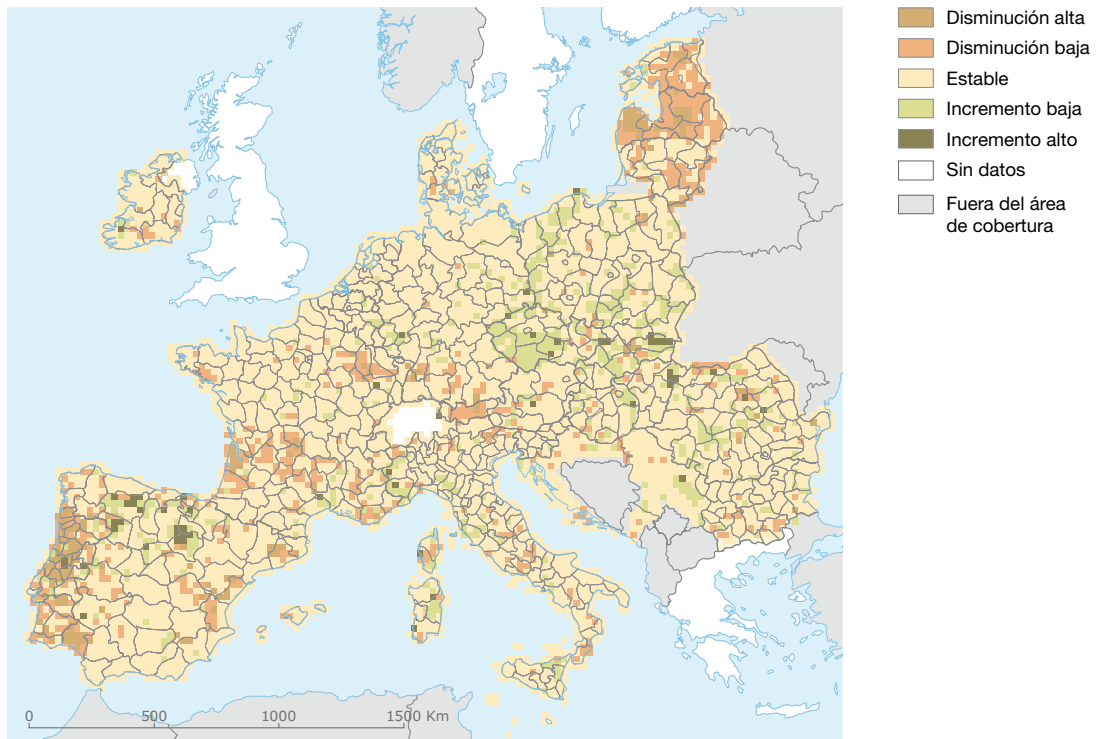 Disminución alta
Disminución baja
Estable
Incremento baja
Incremento alto
Sin datos
Fuera del área
de cobertura
0 500 1000 1500 Km